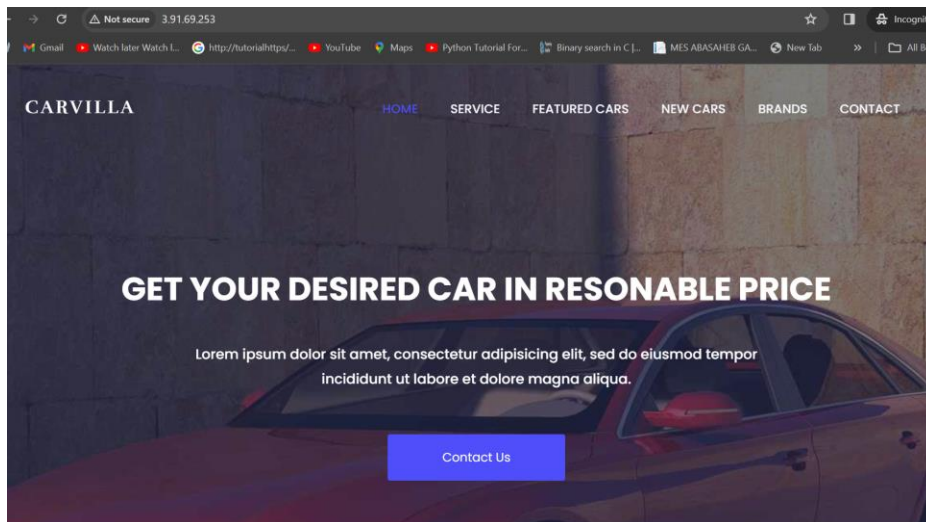 Not secure 3.91.69.253 Incognit
Gmail Watch later Watch l... http://tutorialhttps/... YouTube Maps Python Tutorial For... Binary search in C |... MES ABASAHEB GA... New Tab » All B
CARVILLA HOME SERVICE FEATURED CARS NEW CARS BRANDS CONTACT
GET YOUR DESIRED CAR IN RESONABLE PRICE
Lorem ipsum dolor sit amet, consectetur adipisicing elit, sed do eiusmod tempor
incididunt ut labore et dolore magna aliqua.
Contact Us